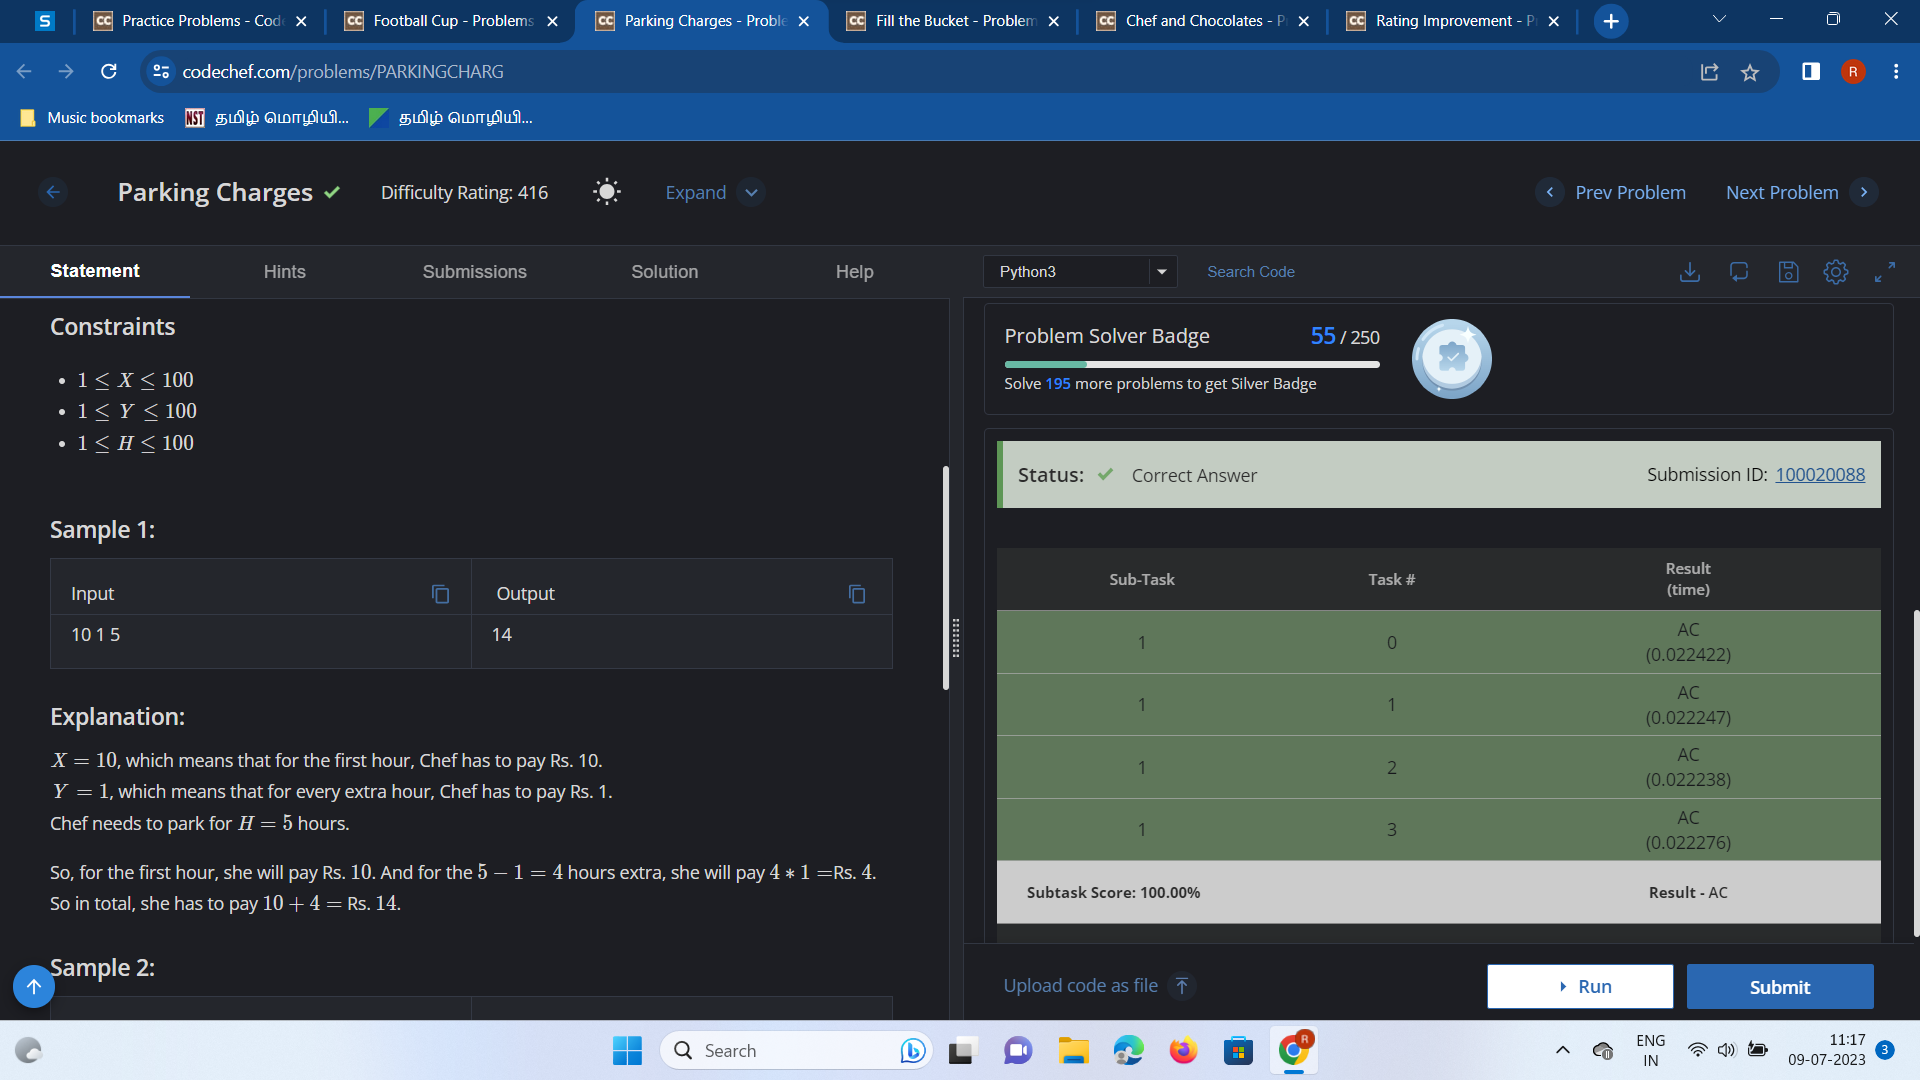 S
CC Practice Problems - Cod
CC Football Cup - Problems
CC Parking Charges - Proble
CC Fill the Bucket - Problem
CC Chef and Chocolates - P
CC Rating Improvement - P
codechef.com/problems/PARKINGCHARG
R
Music bookmarks
NST தமிழ் மொழியி...
தமிழ் மொழியி...
Parking Charges
Difficulty Rating: 416
Expand
Prev Problem
Next Problem
Statement
Hints
Submissions
Solution
Help
Python3
Search Code
Constraints
• 1 ≤ X ≤ 100
• 1 ≤ Y ≤ 100
• 1 ≤ H ≤ 100
Sample 1:
Input
Output
10 1 5
14
Explanation:
X = 10, which means that for the first hour, Chef has to pay Rs. 10.
Y = 1, which means that for every extra hour, Chef has to pay Rs. 1.
Chef needs to park for H = 5 hours.
So, for the first hour, she will pay Rs. 10. And for the 5 − 1 = 4 hours extra, she will pay 4 ∗ 1 =Rs. 4.
So in total, she has to pay 10 + 4 = Rs. 14.
Sample 2:
Problem Solver Badge
55 / 250
Solve 195 more problems to get Silver Badge
Status: ✓ Correct Answer
Submission ID: 100020088
Sub-Task
Task #
Result
(time)
1
0
AC
(0.022422)
1
1
AC
(0.022247)
1
2
AC
(0.022238)
1
3
AC
(0.022276)
Subtask Score: 100.00%
Result - AC
Upload code as file
Run
Submit
Search
R
ENG
IN
11:17
09-07-2023
3